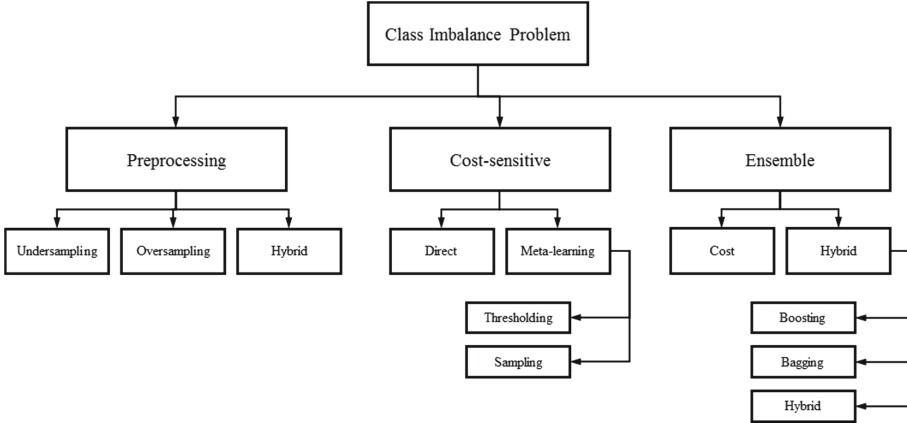 Class Imbalance Problem
Preprocessing
Cost-sensitive
Ensemble
Undersampling
Oversampling
Hybrid
Direct
Meta-learning
Cost
Hybrid
Thresholding
Boosting
Sampling
Bagging
Hybrid